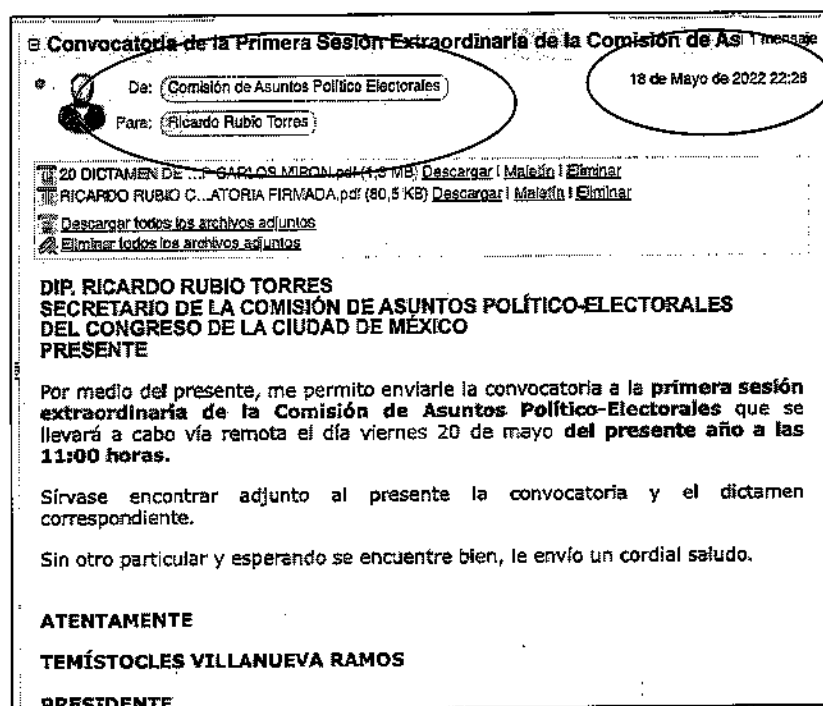 Convocatoria de la Primera Sesión Extraordinaria de la Comisión de As 1 mensaje
18 de Mayo de 2022 22:26
De: Comisión de Asuntos Político Electorales
Para: Ricardo Rubio Torres
20 DICTAMEN DE ...P CARLOS MIRON.pdf (1,3 MB) Descargar | Maletín | Eliminar
RICARDO RUBIO C...ATORIA FIRMADA.pdf (80,5 KB) Descargar | Maletín | Eliminar
Descargar todos los archivos adjuntos
Eliminar todos los archivos adjuntos
DIP. RICARDO RUBIO TORRES
SECRETARIO DE LA COMISIÓN DE ASUNTOS POLÍTICO-ELECTORALES
DEL CONGRESO DE LA CIUDAD DE MÉXICO
PRESENTE
Por medio del presente, me permito enviarle la convocatoria a la primera sesión
extraordinaria de la Comisión de Asuntos Político-Electorales que se
llevará a cabo vía remota el día viernes 20 de mayo del presente año a las
11:00 horas.
Sírvase encontrar adjunto al presente la convocatoria y el dictamen
correspondiente.
Sin otro particular y esperando se encuentre bien, le envío un cordial saludo.
ATENTAMENTE
TEMÍSTOCLES VILLANUEVA RAMOS
PRESIDENTE